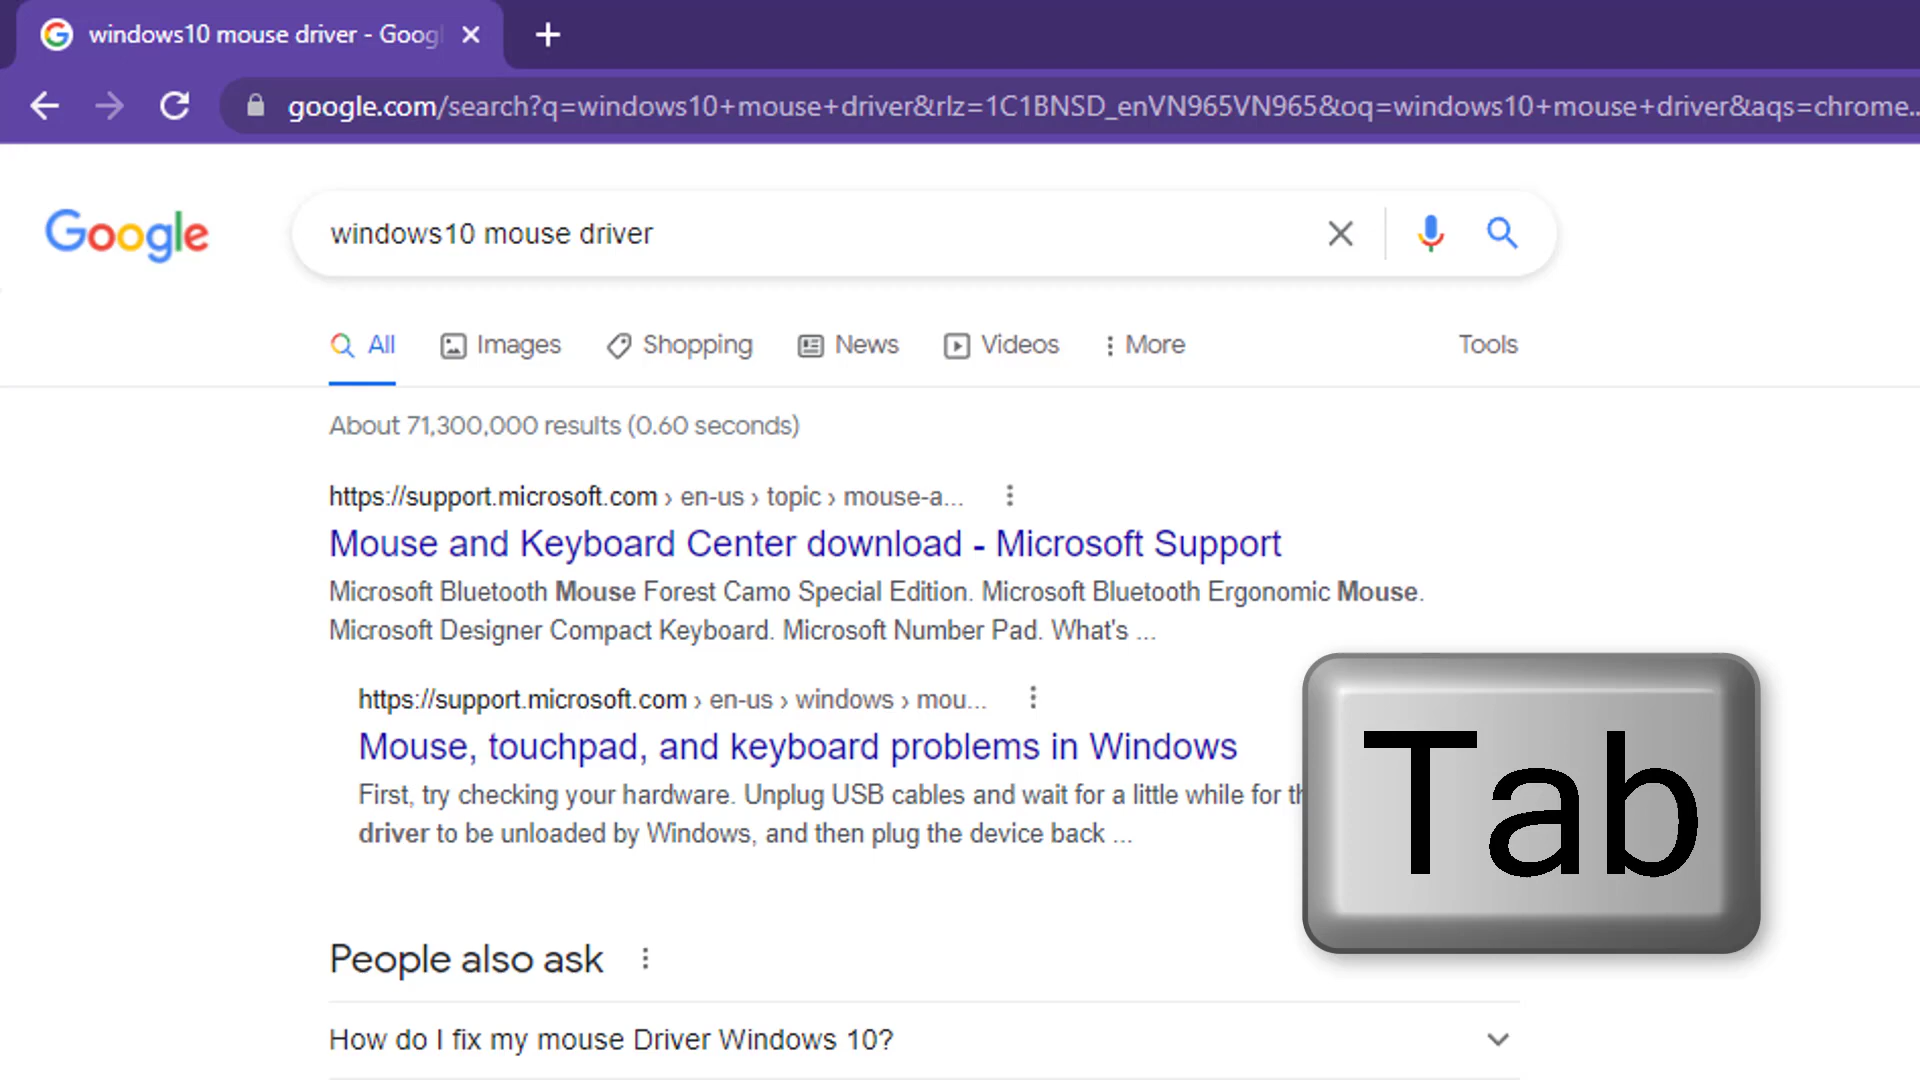 windows10 mouse driver - Goog
google.com/search?q=windows10+mouse+driver&rlz=1C1BNSD_enVN965VN965&oq=windows10+mouse+driver&aqs=chrome...
Google
windows10 mouse driver
All Images Shopping News Videos More Tools
About 71,300,000 results (0.60 seconds)
https://support.microsoft.com › en-us › topic › mouse-a...
Mouse and Keyboard Center download - Microsoft Support
Microsoft Bluetooth Mouse Forest Camo Special Edition. Microsoft Bluetooth Ergonomic Mouse.
Microsoft Designer Compact Keyboard. Microsoft Number Pad. What's ...
https://support.microsoft.com › en-us › windows › mou...
Mouse, touchpad, and keyboard problems in Windows
First, try checking your hardware. Unplug USB cables and wait for a little while for th
driver to be unloaded by Windows, and then plug the device back ...
Tab
People also ask
How do I fix my mouse Driver Windows 10?